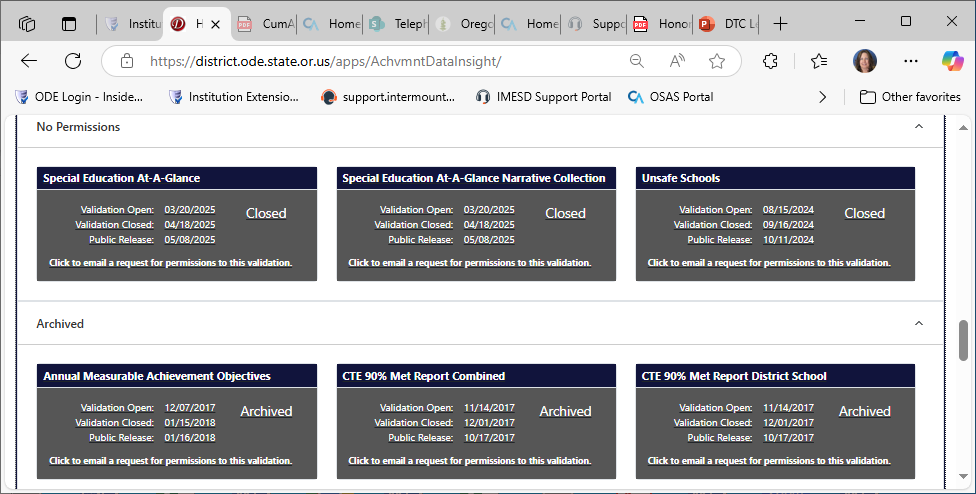 Institu
H
CumA
Home
Teleph
Orego
Home
Suppo
Honor
DTC Le
https://district.ode.state.or.us/apps/AchvmntDataInsight/
ODE Login - Inside...
Institution Extensio...
support.intermount...
IMESD Support Portal
OSAS Portal
Other favorites
No Permissions
Special Education At-A-Glance
Validation Open: 03/20/2025
Closed
Validation Closed: 04/18/2025
Public Release: 05/08/2025
Click to email a request for permissions to this validation.
Special Education At-A-Glance Narrative Collection
Validation Open: 03/20/2025
Closed
Validation Closed: 04/18/2025
Public Release: 05/08/2025
Click to email a request for permissions to this validation.
Unsafe Schools
Validation Open: 08/15/2024
Closed
Validation Closed: 09/16/2024
Public Release: 10/11/2024
Click to email a request for permissions to this validation.
Archived
Annual Measurable Achievement Objectives
Validation Open: 12/07/2017
Archived
Validation Closed: 01/15/2018
Public Release: 01/16/2018
Click to email a request for permissions to this validation.
CTE 90% Met Report Combined
Validation Open: 11/14/2017
Archived
Validation Closed: 12/01/2017
Public Release: 10/17/2017
Click to email a request for permissions to this validation.
CTE 90% Met Report District School
Validation Open: 11/14/2017
Archived
Validation Closed: 12/01/2017
Public Release: 10/17/2017
Click to email a request for permissions to this validation.